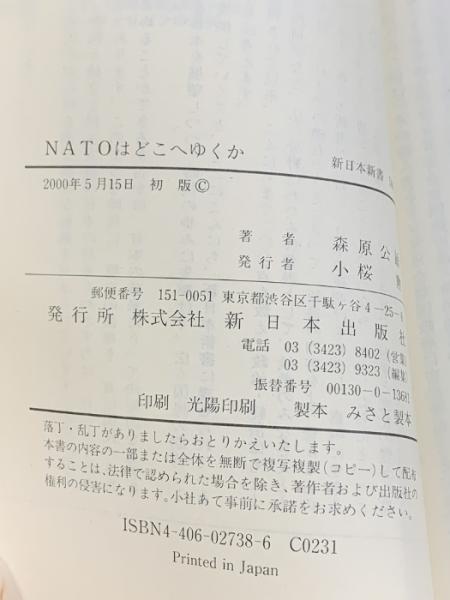 NATOはどこへゆくか
新日本新書
2000年5月15日 初版©
著者 森原公
発行者 小桜
郵便番号 151-0051 東京都渋谷区千駄ケ谷4-25-
発行所 株式会社 新日本出版社
電話 03 (3423) 8402 (営業
03 (3423) 9323 (編集
振替番号 00130-0-1368
印刷 光陽印刷 製本 みさと製本
落丁・乱丁がありましたらおとりかえいたします。
本書の内容の一部または全体を無断で複写複製(コピー)して配布
することは、法律で認められた場合を除き、著作者および出版社の
権利の侵害になります。小社あて事前に承諾をお求めください。
ISBN4-406-02738-6 C0231
Printed in Japan